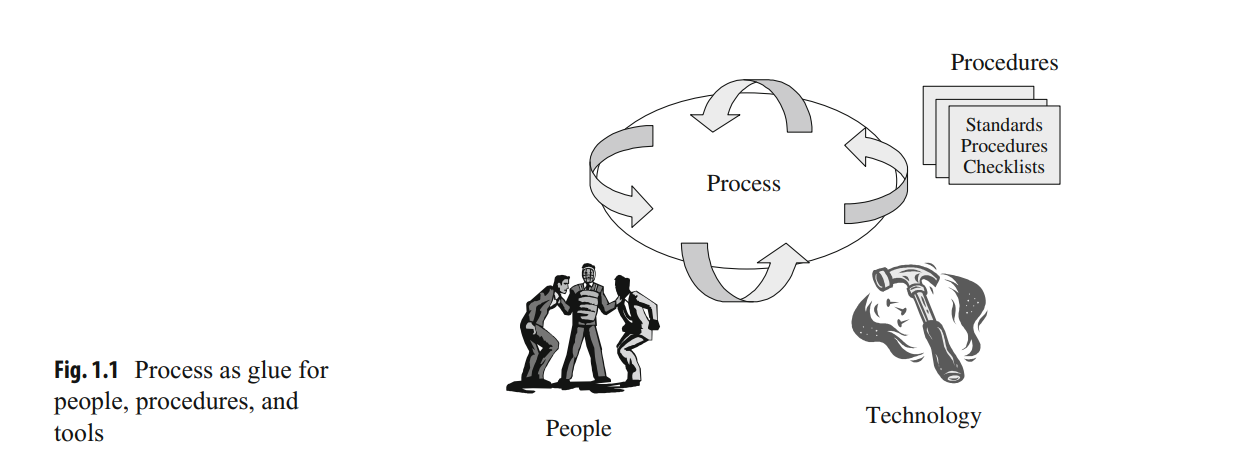 Procedures
Standards
Procedures
Checklists
Process
People
Technology
Fig. 1.1 Process as glue for
people, procedures, and
tools